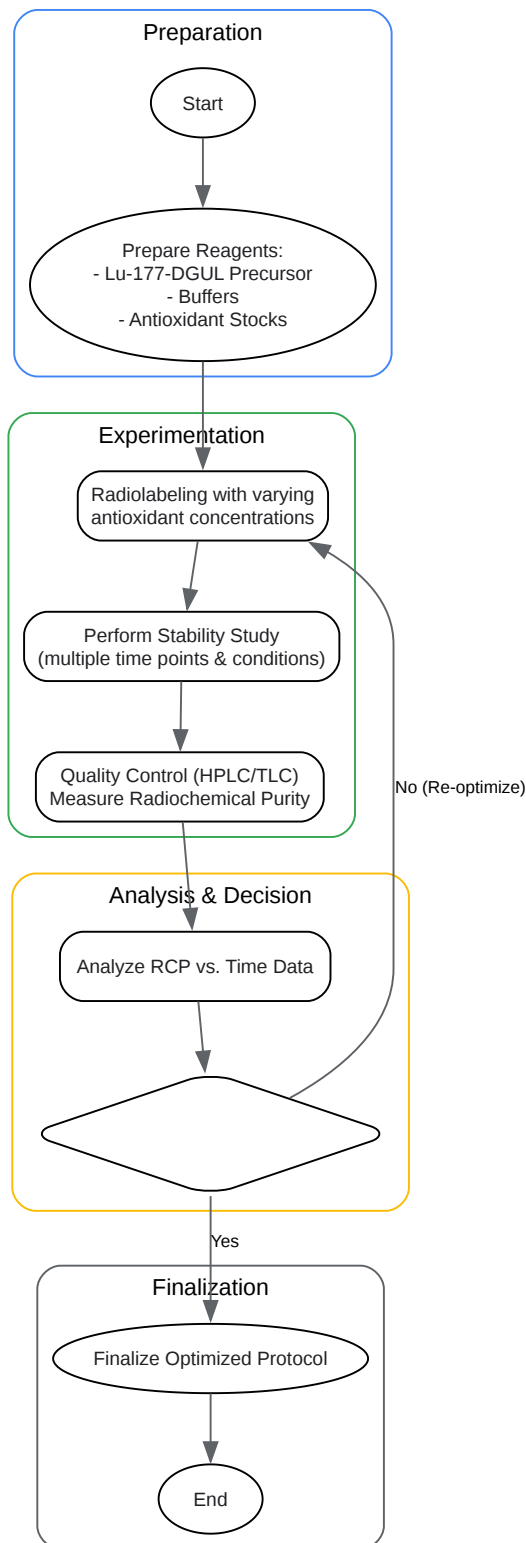 Preparation
Start
Prepare Reagents:
- Lu-177-DGUL Precursor
- Buffers
- Antioxidant Stocks
Experimentation
Radiolabeling with varying
antioxidant concentrations
Perform Stability Study
(multiple time points & conditions)
Quality Control (HPLC/TLC)
Measure Radiochemical Purity
No (Re-optimize)
Analysis & Decision
Analyze RCP vs. Time Data
Yes
Finalization
Finalize Optimized Protocol
End